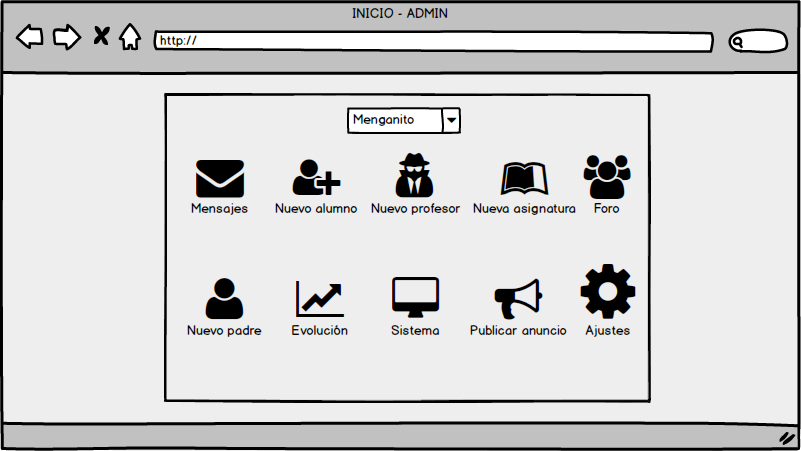 INICIO - ADMIN
http://
Menganito
Mensajes
Nuevo alumno
Nuevo profesor
Nueva asignatura
Foro
Nuevo padre
Evolución
Sistema
Publicar anuncio
Ajustes